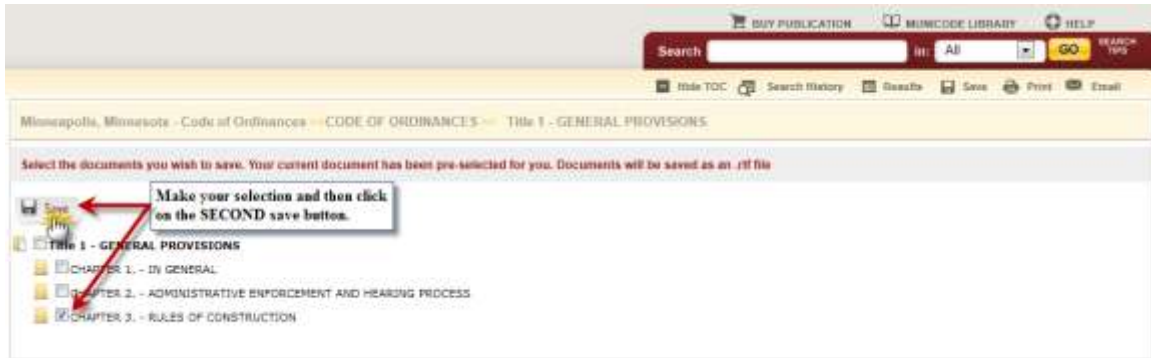 BUY PUBLICATION MUNICODE LIBRARY HELP
Search in: All GO SEARCH TIPS
Hide TOC Search History Results Save Print Email
Minneapolis, Minnesota - Code of Ordinances CODE OF ORDINANCES Title 1 - GENERAL PROVISIONS
Select the documents you wish to save. Your current document has been pre-selected for you. Documents will be saved as an .rtf file
Save
Make your selection and then click
on the SECOND save button.
Title 1 - GENERAL PROVISIONS
CHAPTER 1. - IN GENERAL
CHAPTER 2. - ADMINISTRATIVE ENFORCEMENT AND HEARING PROCESS
CHAPTER 3. - RULES OF CONSTRUCTION